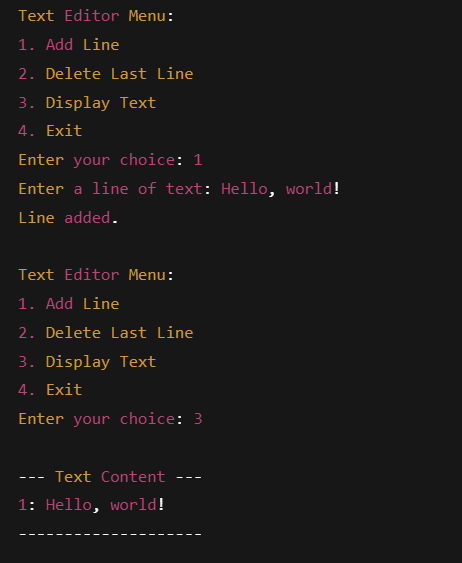 Text Editor Menu:
1. Add Line
2. Delete Last Line
3. Display Text
4. Exit
Enter your choice: 1
Enter a line of text: Hello, world!
Line added.
Text Editor Menu:
1. Add Line
2. Delete Last Line
3. Display Text
4. Exit
Enter your choice: 3
--- Text Content ---
1: Hello, world!
--------------------